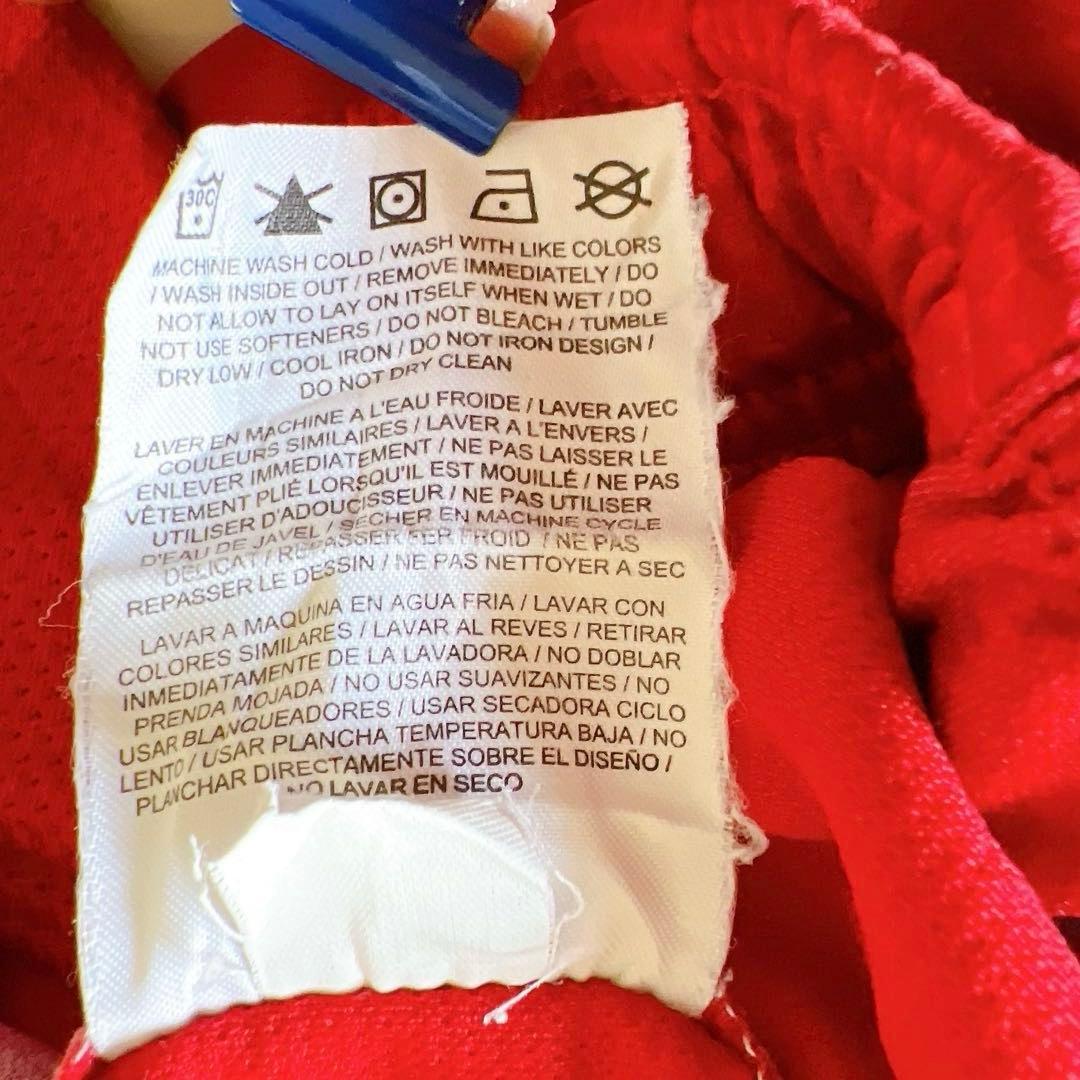 30C
MACHINE WASH COLD / WASH WITH LIKE COLORS
/ WASH INSIDE OUT / REMOVE IMMEDIATELY / DO
NOT ALLOW TO LAY ON ITSELF WHEN WET / DO
NOT USE SOFTENERS / DO NOT BLEACH / TUMBLE
DRY LOW / COOL IRON / DO NOT IRON DESIGN /
DO NOT DRY CLEAN
LAVER EN MACHINE A L'EAU FROIDE / LAVER AVEC
COULEURS SIMILAIRES / LAVER A L'ENVERS /
ENLEVER IMMEDIATEMENT / NE PAS LAISSER LE
VÊTEMENT PLIÉ LORSQU'IL EST MOUILLÉ / NE PAS
UTILISER D'ADOUCISSEUR / NE PAS UTILISER
D'EAU DE JAVEL / SECHER EN MACHINE CYCLE
DELICAT / REPASSER FER FROID / NE PAS
REPASSER LE DESSIN / NE PAS NETTOYER A SEC
LAVAR A MAQUINA EN AGUA FRIA / LAVAR CON
COLORES SIMILARES / LAVAR AL REVES / RETIRAR
INMEDIATAMENTE DE LA LAVADORA / NO DOBLAR
PRENDA MOJADA / NO USAR SUAVIZANTES / NO
USAR BLANQUEADORES / USAR SECADORA CICLO
LENTO / USAR PLANCHA TEMPERATURA BAJA / NO
PLANCHAR DIRECTAMENTE SOBRE EL DISEÑO /
NO LAVAR EN SECO